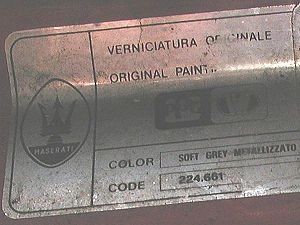 VERNICIATURA ORIGINALE
ORIGINAL PAINT
MASERATI
COLOR SOFT GREY METALLIZZATO
CODE 224.661